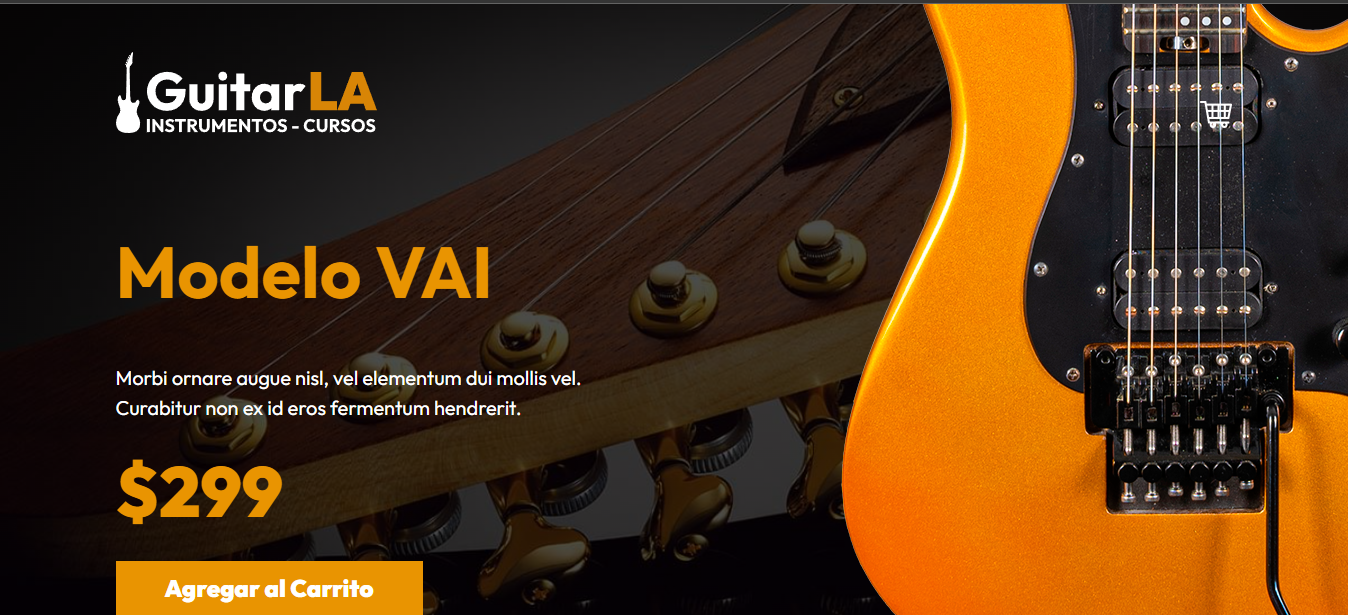 GuitarLA
INSTRUMENTOS - CURSOS
Modelo VAI
Morbi ornare augue nisl, vel elementum dui mollis vel.
Curabitur non ex id eros fermentum hendrerit.
$299
Agregar al Carrito